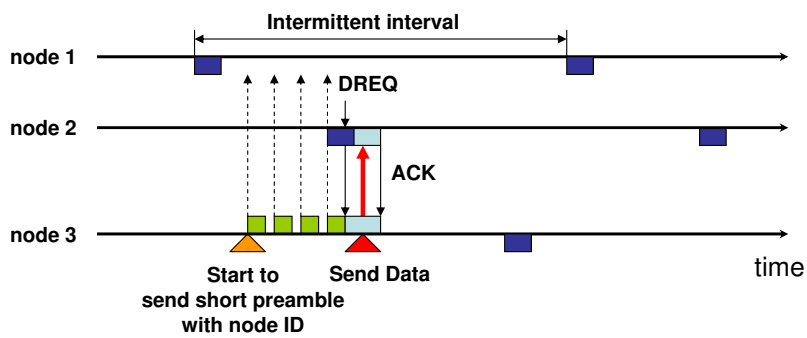 Intermittent interval
node 1
DREQ
node 2
ACK
node 3
time
Start to
send short preamble
with node ID
Send Data